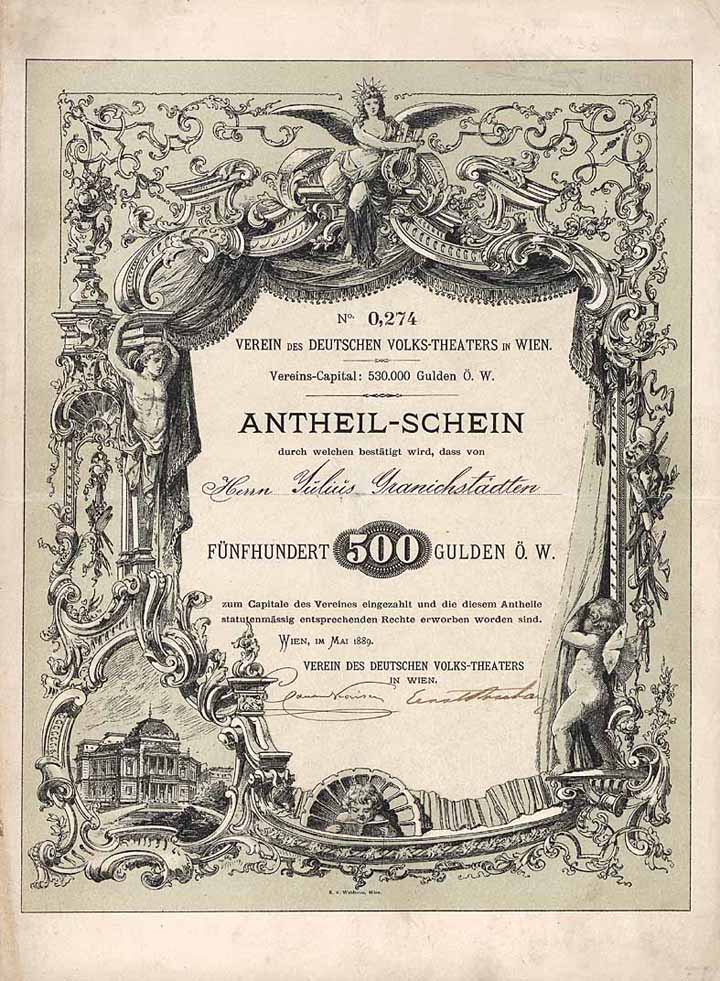 No. 0,274
VEREIN DES DEUTSCHEN VOLKS-THEATERS IN WIEN.
Vereins-Capital: 530.000 Gulden Ö. W.
ANTHEIL-SCHEIN
durch welchen bestätigt wird, dass von
Herrn Julius Granichstädten
FÜNFHUNDERT 500 GULDEN Ö. W.
zum Capitale des Vereines eingezahlt und die diesem Antheile
statutenmässig entsprechenden Rechte erworben worden sind.
WIEN, IM MAI 1889.
VEREIN DES DEUTSCHEN VOLKS-THEATERS
IN WIEN.
R. v. Waldheim, Wien.